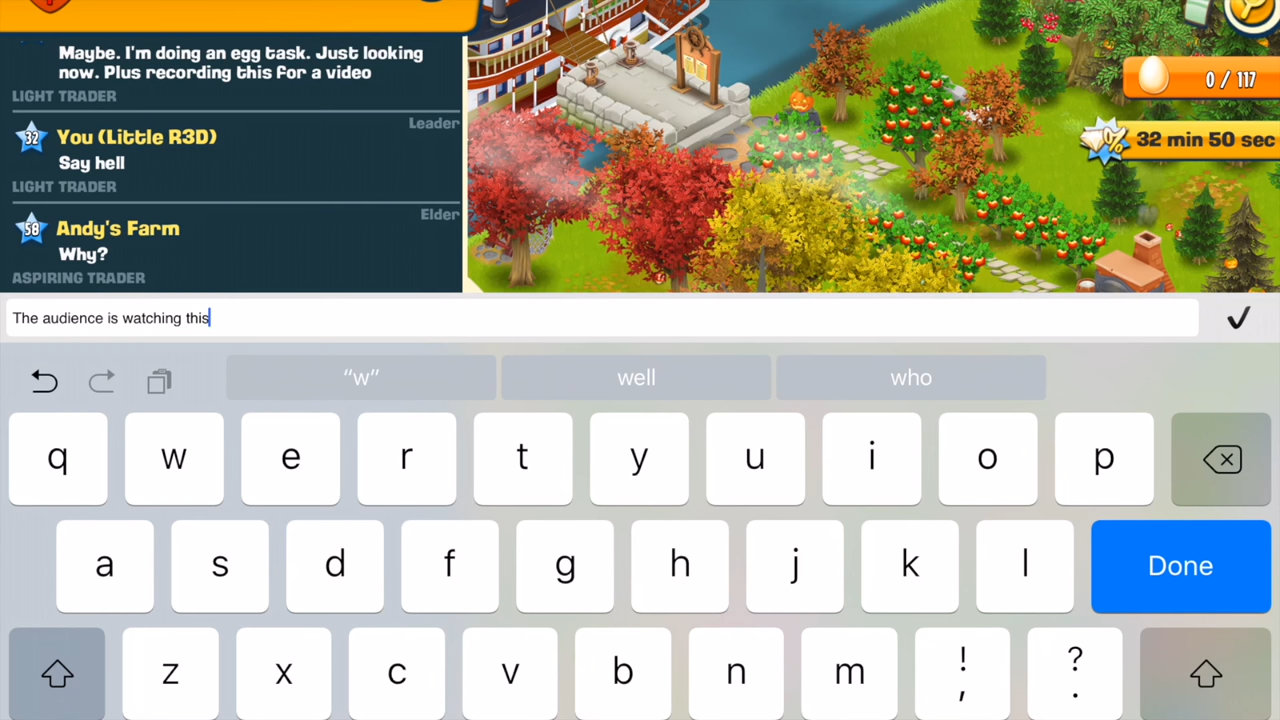 Maybe. I'm doing an egg task. Just looking
now. Plus recording this for a video
LIGHT TRADER
Leader
32 You (Little R3D)
Say hell
LIGHT TRADER
Elder
58 Andy's Farm
Why?
ASPIRING TRADER
0 / 117
% 32 min 50 sec
The audience is watching this
“w” well who
q w e r t y u i o p
a s d f g h j k l Done
z x c v b n m ! , ? .